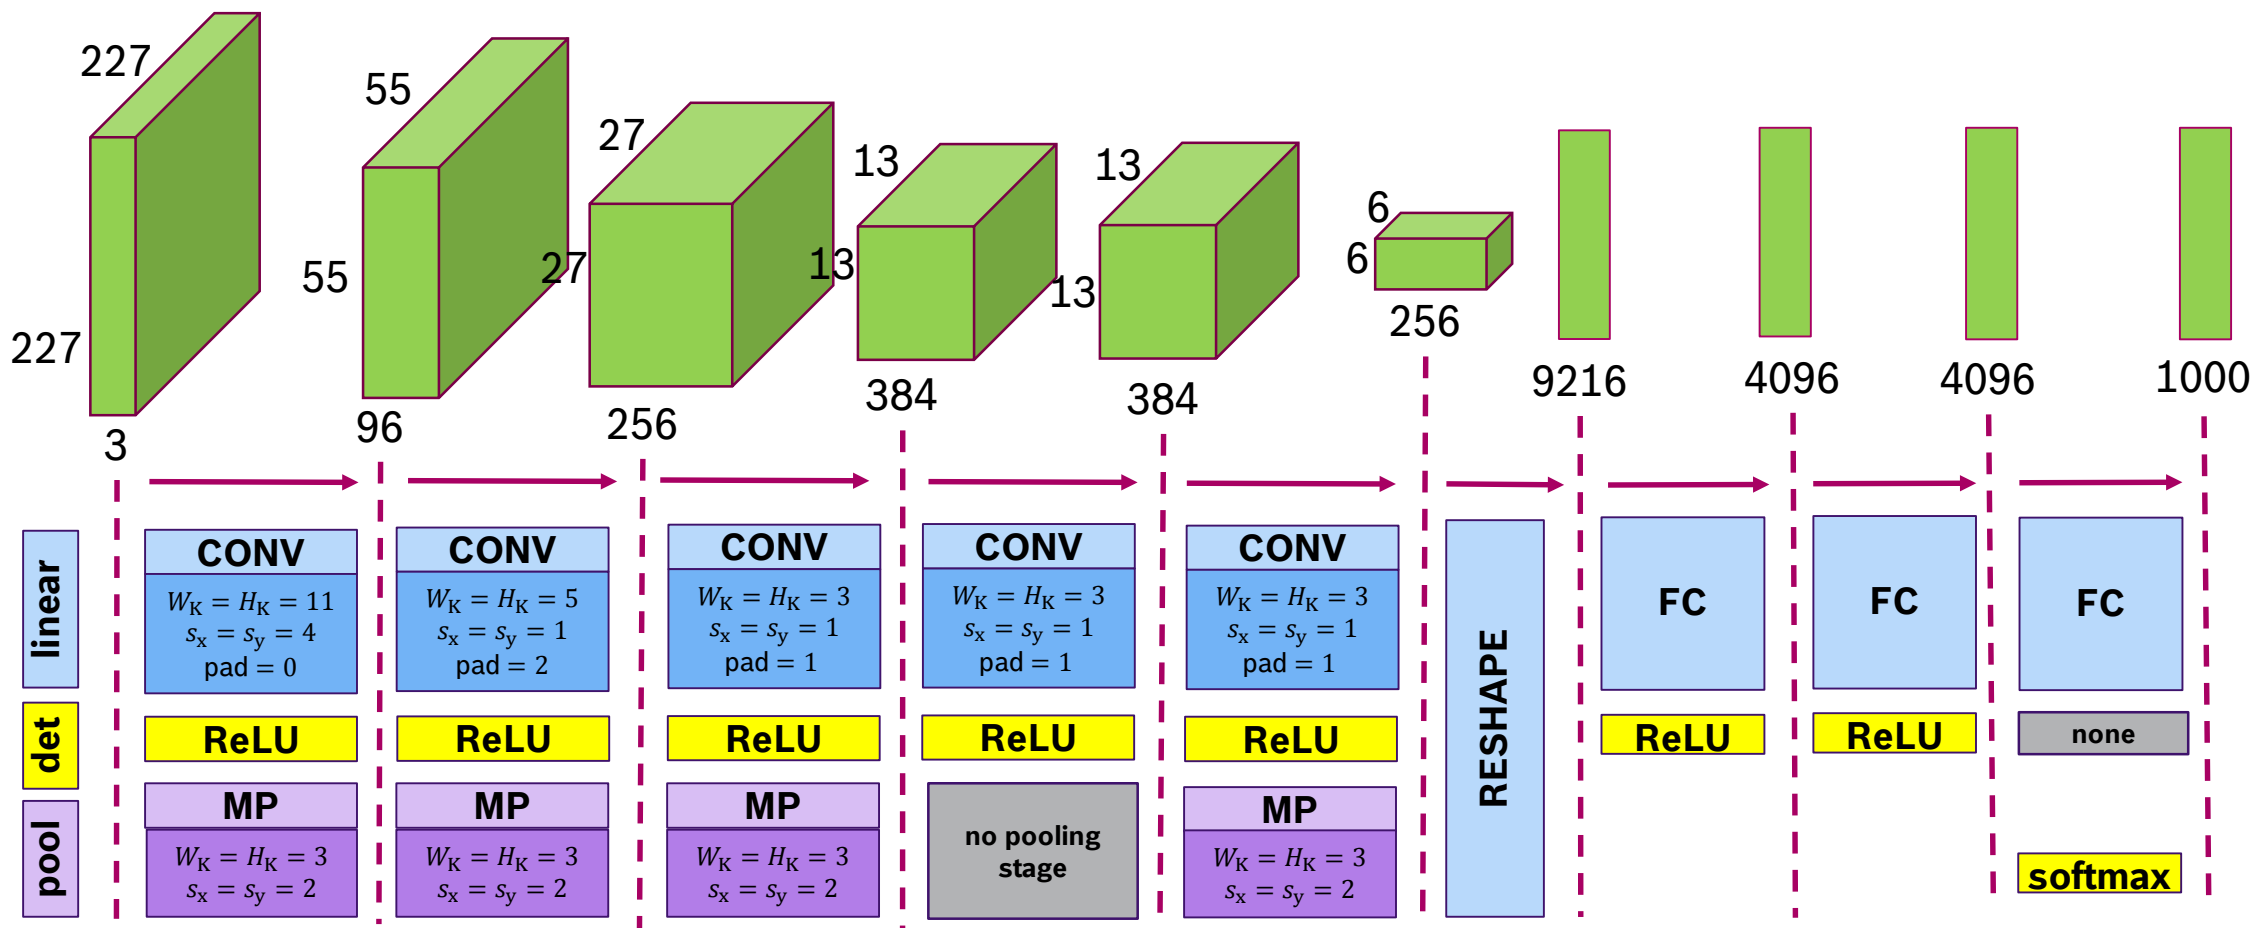 227
227
3
55
55
96
27
27
256
13
13
384
13
13
384
6
6
256
9216
4096
4096
1000
linear
det
pool
CONV
W_K = H_K = 11
s_x = s_y = 4
pad = 0
ReLU
MP
W_K = H_K = 3
s_x = s_y = 2
CONV
W_K = H_K = 5
s_x = s_y = 1
pad = 2
ReLU
MP
W_K = H_K = 3
s_x = s_y = 2
CONV
W_K = H_K = 3
s_x = s_y = 1
pad = 1
ReLU
MP
W_K = H_K = 3
s_x = s_y = 2
CONV
W_K = H_K = 3
s_x = s_y = 1
pad = 1
ReLU
no pooling
stage
CONV
W_K = H_K = 3
s_x = s_y = 1
pad = 1
ReLU
MP
W_K = H_K = 3
s_x = s_y = 2
RESHAPE
FC
ReLU
FC
ReLU
FC
none
softmax